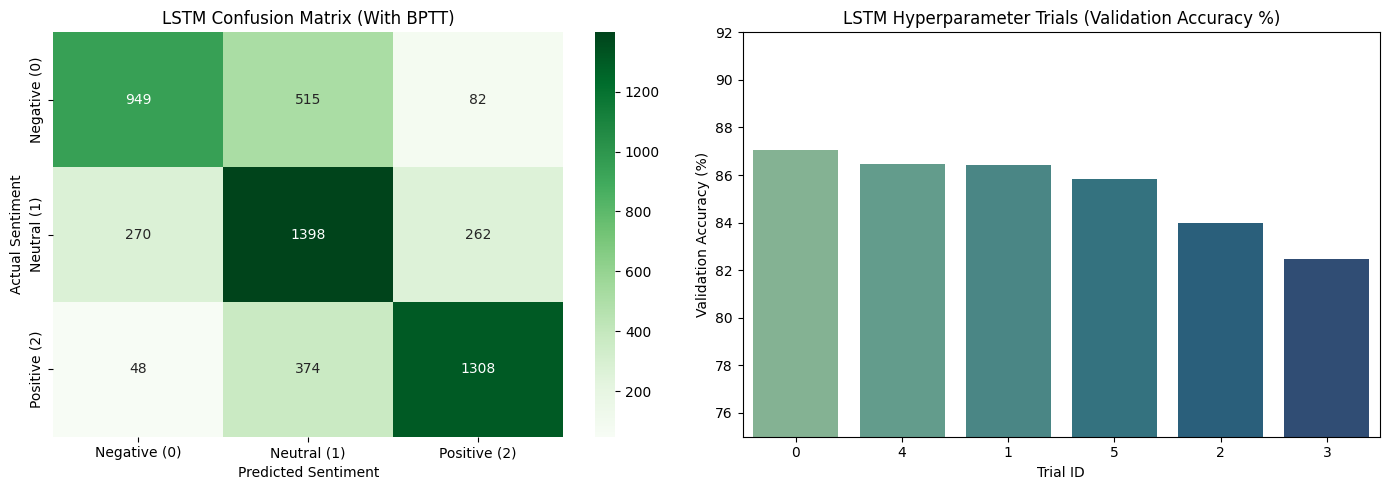 LSTM Confusion Matrix (With BPTT)
Actual Sentiment
Negative (0)
Neutral (1)
Positive (2)
949 515 82
270 1398 262
48 374 1308
Negative (0) Neutral (1) Positive (2)
Predicted Sentiment
1200
1000
800
600
400
200
LSTM Hyperparameter Trials (Validation Accuracy %)
Validation Accuracy (%)
92
90
88
86
84
82
80
78
76
0 4 1 5 2 3
Trial ID